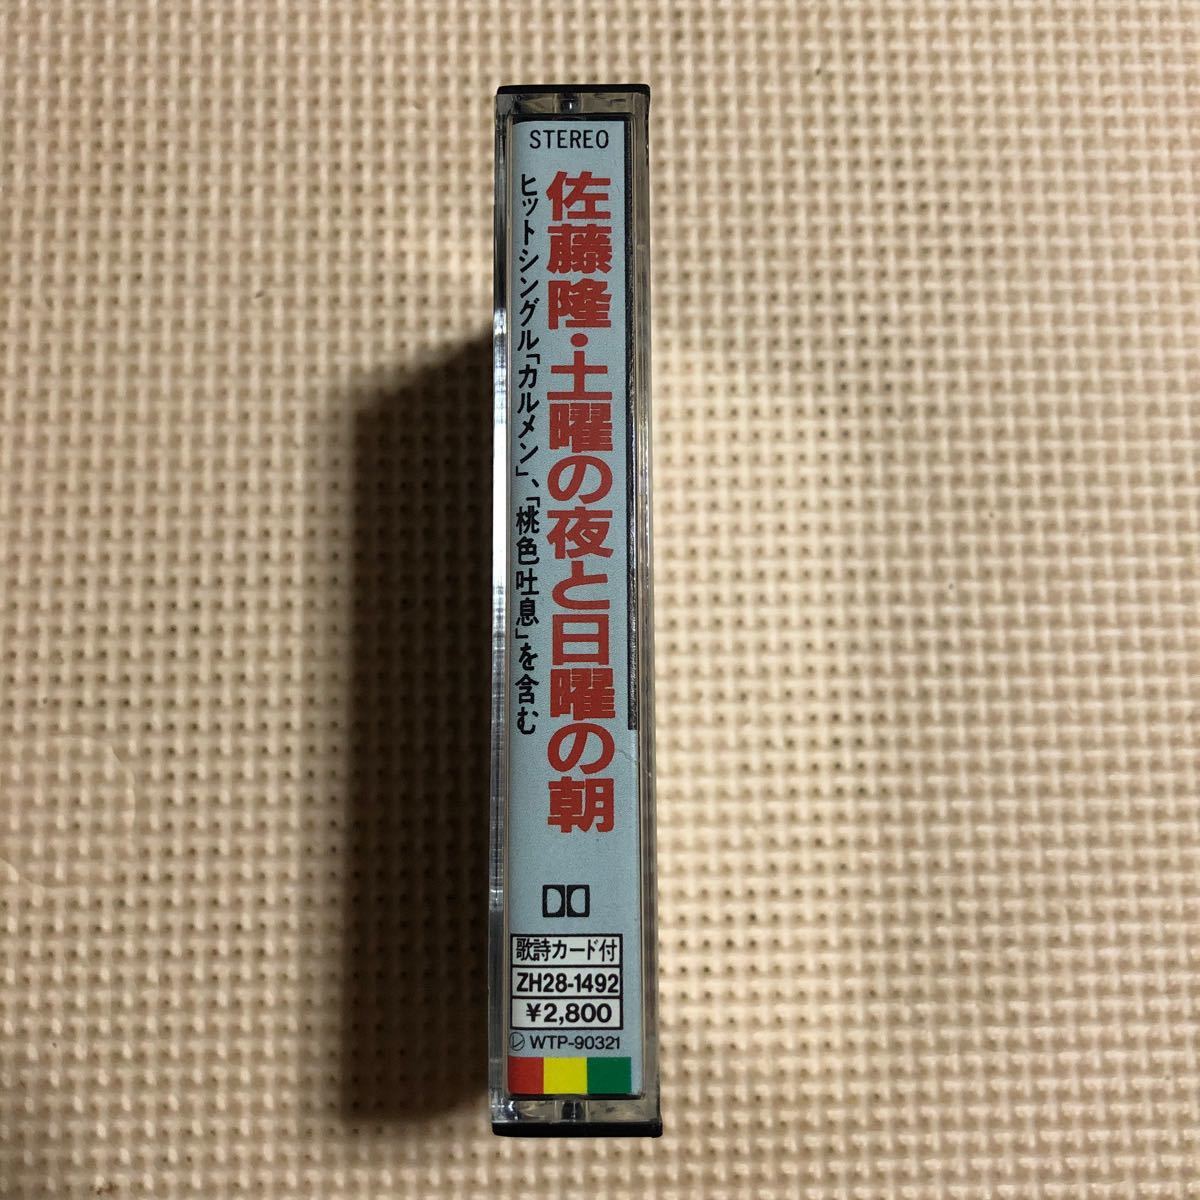 STEREO
佐藤隆・土曜の夜と日曜の朝
ヒットシングル「カルメン」、「桃色吐息」を含む
歌詩カード付
ZH28-1492
¥2,800
Ⓛ WTP-90321